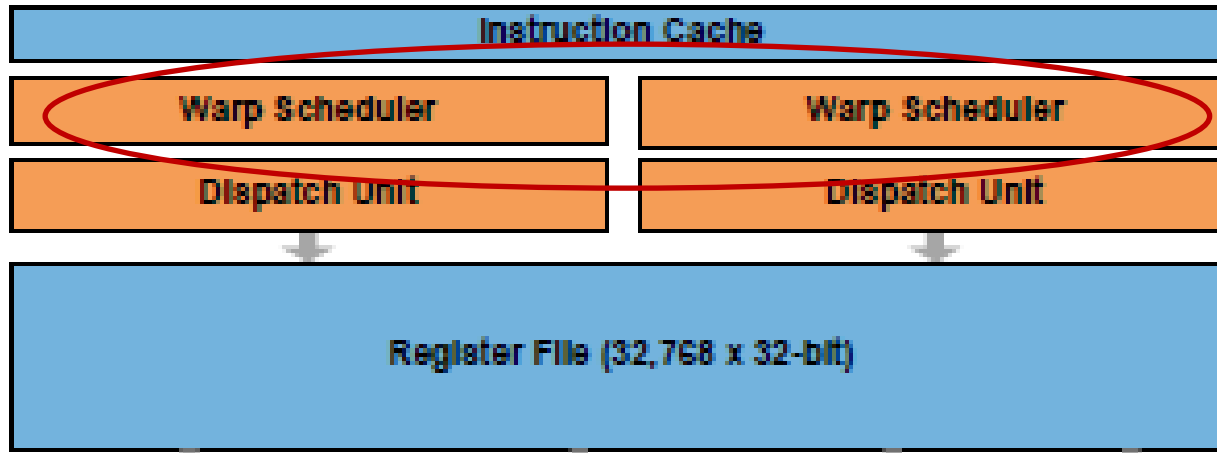 Instruction Cache
Warp Scheduler Warp Scheduler
Dispatch Unit Dispatch Unit
Register File (32,768 x 32-bit)